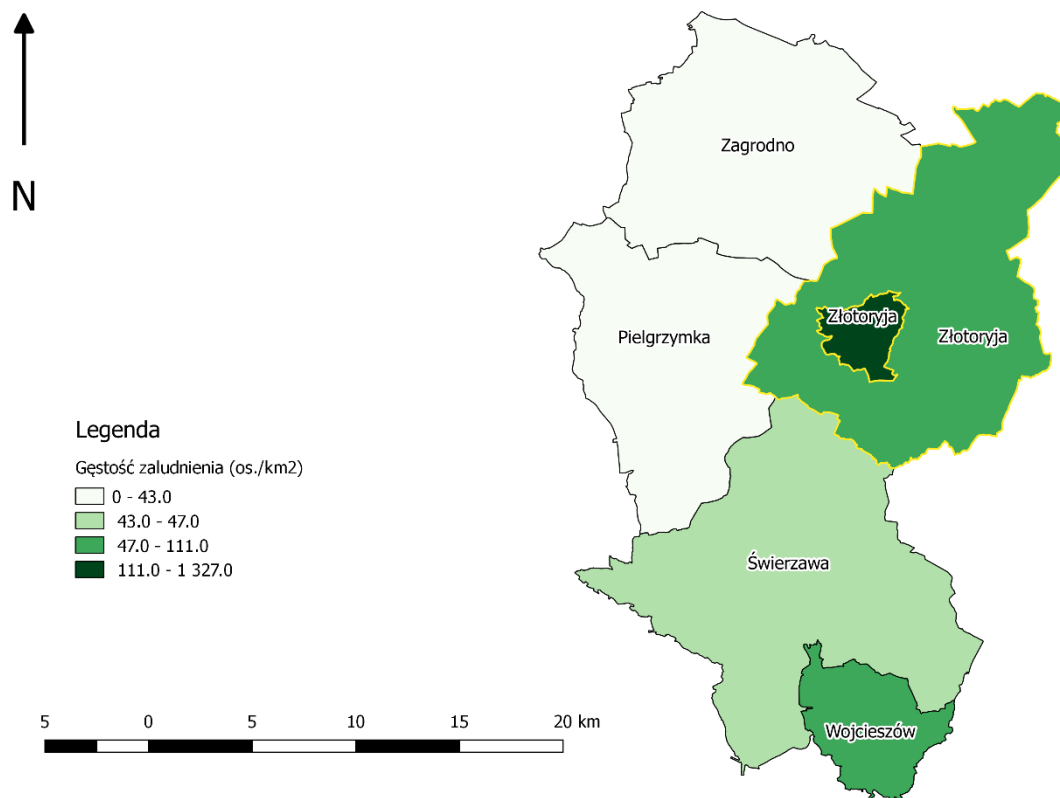 N
Zagrodno
Złotoryja
Pielgrzymka
Złotoryja
Legenda
Gęstość zaludnienia (os./km2)
0 - 43.0
43.0 - 47.0
47.0 - 111.0
111.0 - 1 327.0
Świerzawa
Wojcieszów
5 0 5 10 15 20 km